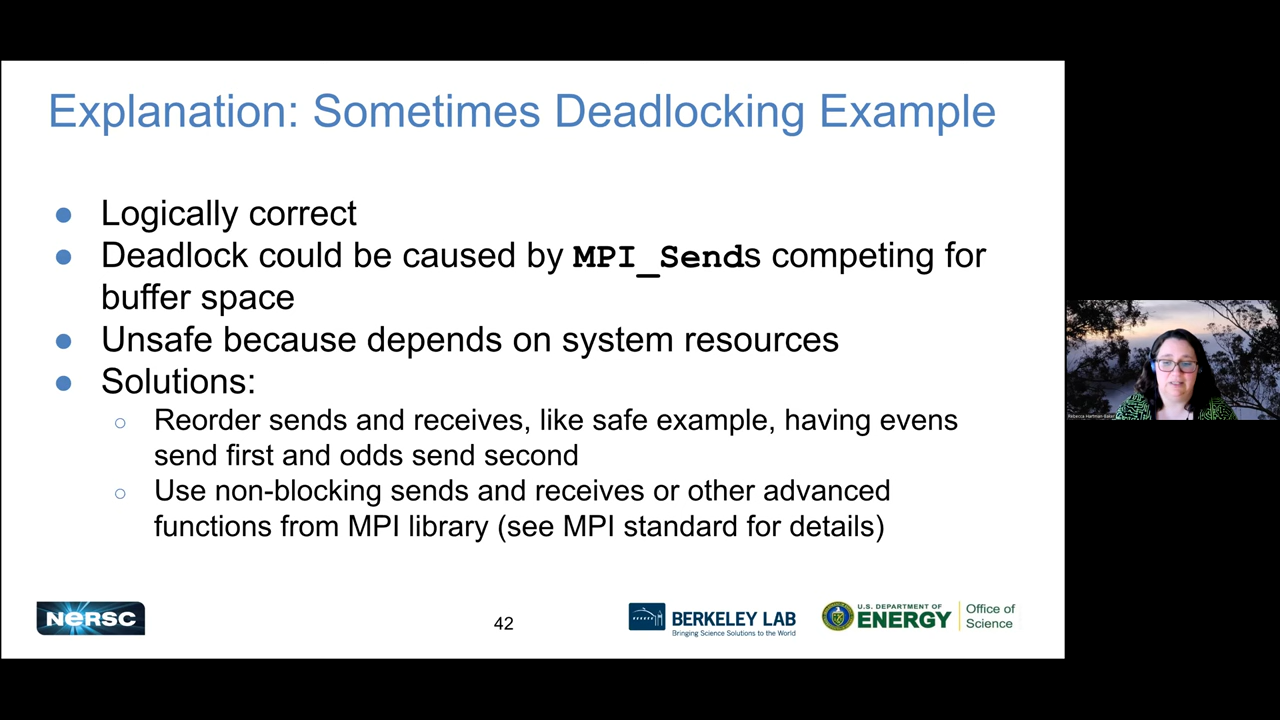 Explanation: Sometimes Deadlocking Example
● Logically correct
● Deadlock could be caused by MPI_Sends competing for
buffer space
● Unsafe because depends on system resources
● Solutions:
○ Reorder sends and receives, like safe example, having evens
send first and odds send second
○ Use non-blocking sends and receives or other advanced
functions from MPI library (see MPI standard for details)
NERSC
42
BERKELEY LAB
Bringing Science Solutions to the World
U.S. DEPARTMENT OF
ENERGY
Office of
Science
Rebecca Hartman-Baker